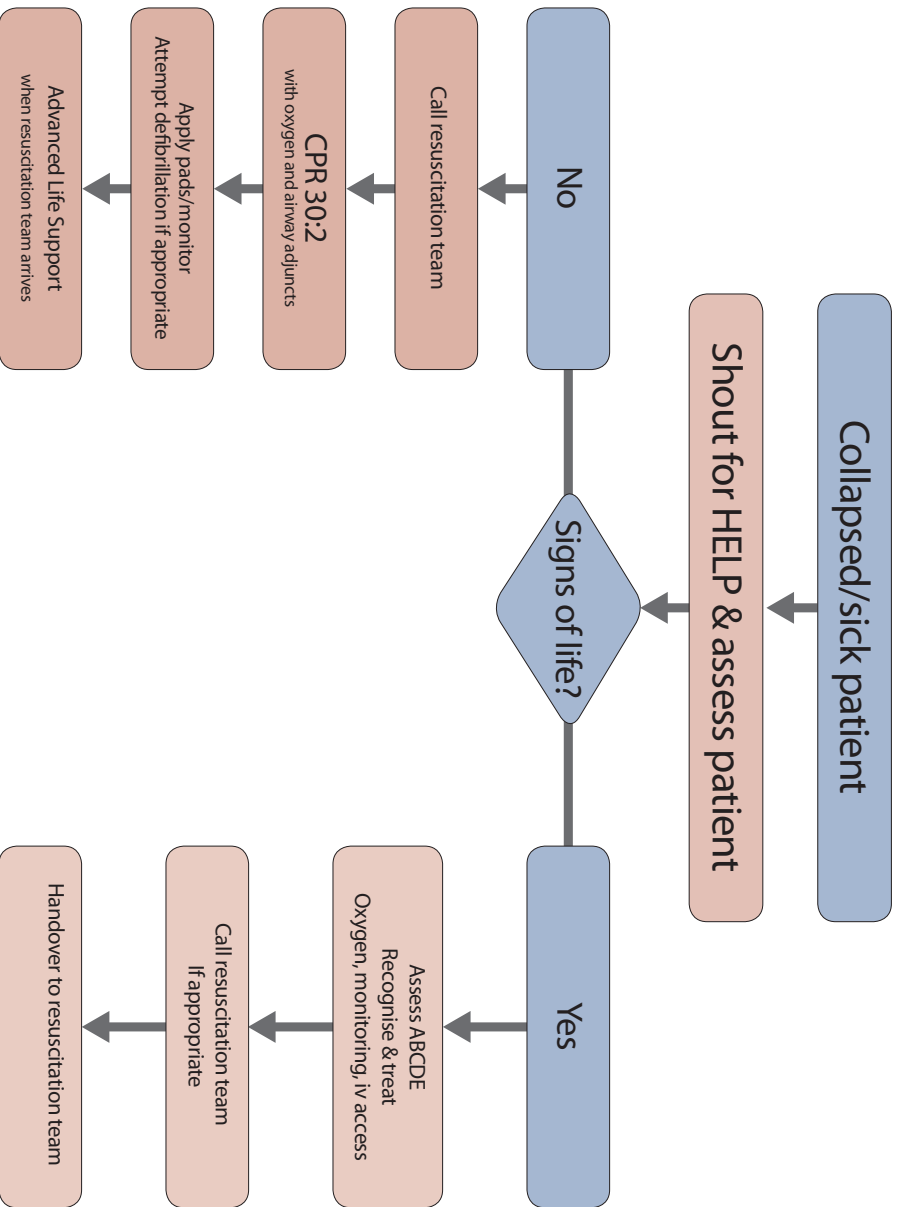 Collapsed/sick patient
Shout for HELP & assess patient
Signs of life?
No
Call resuscitation team
CPR 30:2
with oxygen and airway adjuncts
Apply pads/monitor
Attempt defibrillation if appropriate
Advanced Life Support
when resuscitation team arrives
Yes
Assess ABCDE
Recognise & treat
Oxygen, monitoring, iv access
Call resuscitation team
If appropriate
Handover to resuscitation team